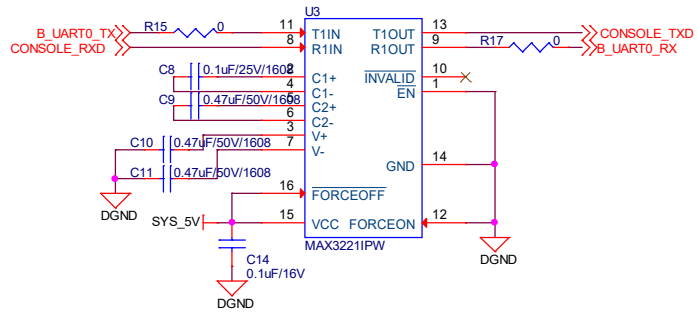 U3
B_UART0_TX
R15
0
11
T1IN
T1OUT
13
CONSOLE_TXD
CONSOLE_RXD
8
R1IN
R1OUT
9
R17
0
B_UART0_RX
C8
0.1uF/25V/1608
2
C1+
INVALID
10
4
C1-
EN
1
C9
0.47uF/50V/1608
5
C2+
6
C2-
3
V+
C10
0.47uF/50V/1608
7
V-
C11
0.47uF/50V/1608
GND
14
DGND
16
FORCEOFF
SYS_5V
15
VCC
FORCEON
12
MAX3221IPW
DGND
C14
0.1uF/16V
DGND